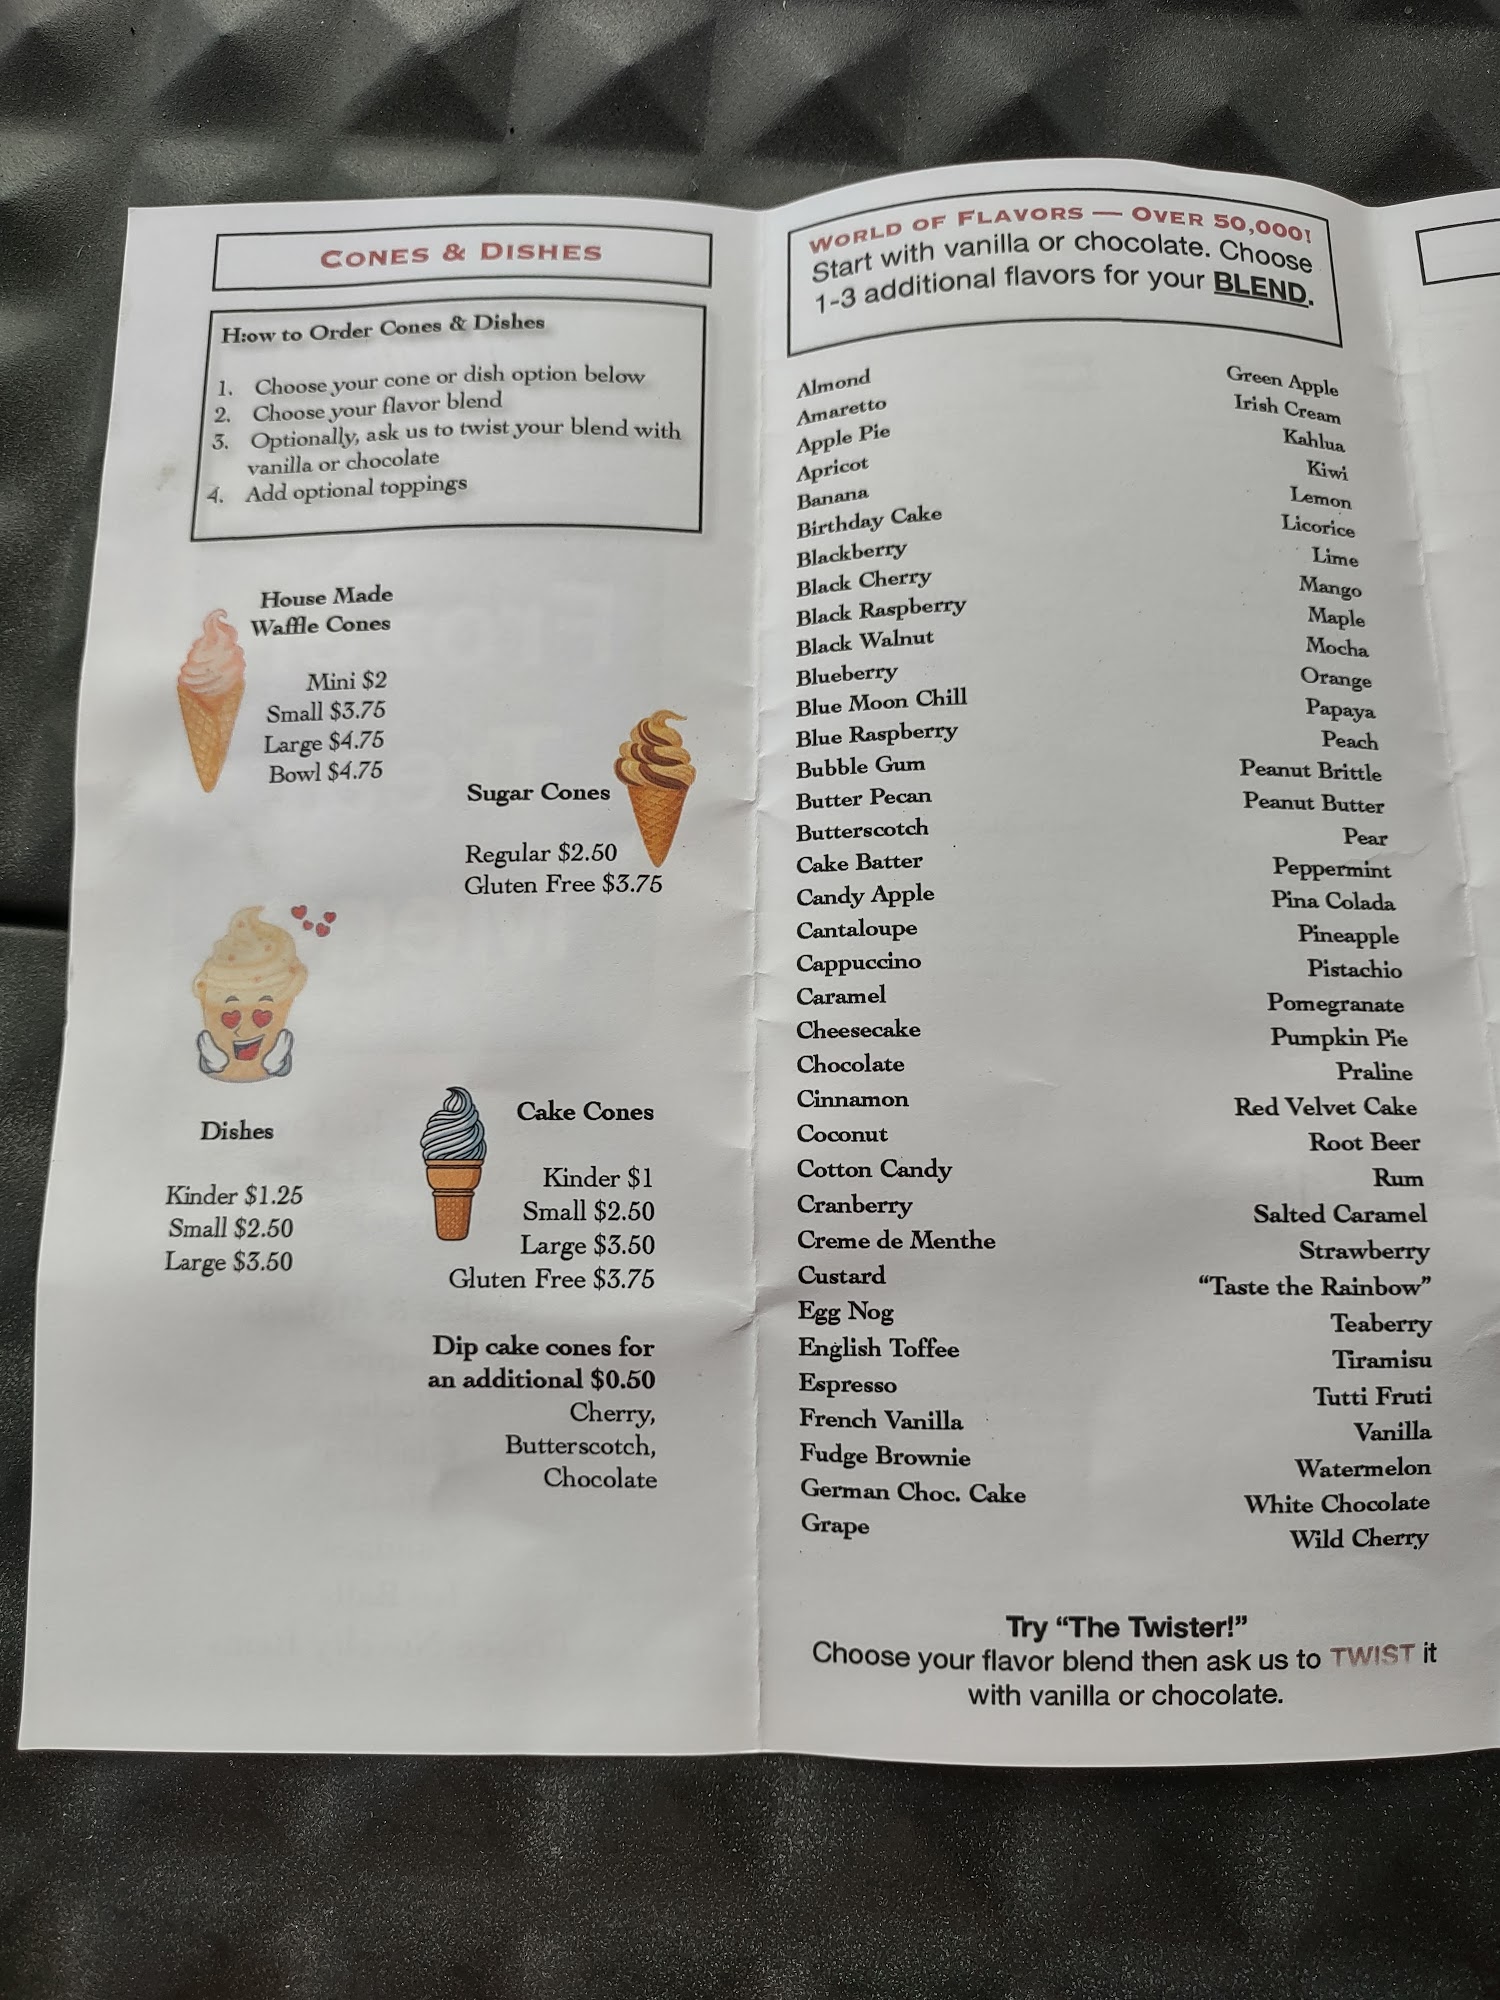 CONES & DISHES
H:ow to Order Cones & Dishes
1. Choose your cone or dish option below
2. Choose your flavor blend
3. Optionally, ask us to twist your blend with
vanilla or chocolate
4. Add optional toppings
House Made
Waffle Cones
Mini $2
Small $3.75
Large $4.75
Bowl $4.75
Sugar Cones
Regular $2.50
Gluten Free $3.75
Dishes
Kinder $1.25
Small $2.50
Large $3.50
Cake Cones
Kinder $1
Small $2.50
Large $3.50
Gluten Free $3.75
Dip cake cones for
an additional $0.50
Cherry,
Butterscotch,
Chocolate
WORLD OF FLAVORS — OVER 50,000!
Start with vanilla or chocolate. Choose
1-3 additional flavors for your BLEND.
Almond
Amaretto
Apple Pie
Apricot
Banana
Birthday Cake
Blackberry
Black Cherry
Black Raspberry
Black Walnut
Blueberry
Blue Moon Chill
Blue Raspberry
Bubble Gum
Butter Pecan
Butterscotch
Cake Batter
Candy Apple
Cantaloupe
Cappuccino
Caramel
Cheesecake
Chocolate
Cinnamon
Coconut
Cotton Candy
Cranberry
Creme de Menthe
Custard
Egg Nog
English Toffee
Espresso
French Vanilla
Fudge Brownie
German Choc. Cake
Grape
Green Apple
Irish Cream
Kahlua
Kiwi
Lemon
Licorice
Lime
Mango
Maple
Mocha
Orange
Papaya
Peach
Peanut Brittle
Peanut Butter
Pear
Peppermint
Pina Colada
Pineapple
Pistachio
Pomegranate
Pumpkin Pie
Praline
Red Velvet Cake
Root Beer
Rum
Salted Caramel
Strawberry
“Taste the Rainbow”
Teaberry
Tiramisu
Tutti Fruti
Vanilla
Watermelon
White Chocolate
Wild Cherry
Try “The Twister!”
Choose your flavor blend then ask us to TWIST it
with vanilla or chocolate.